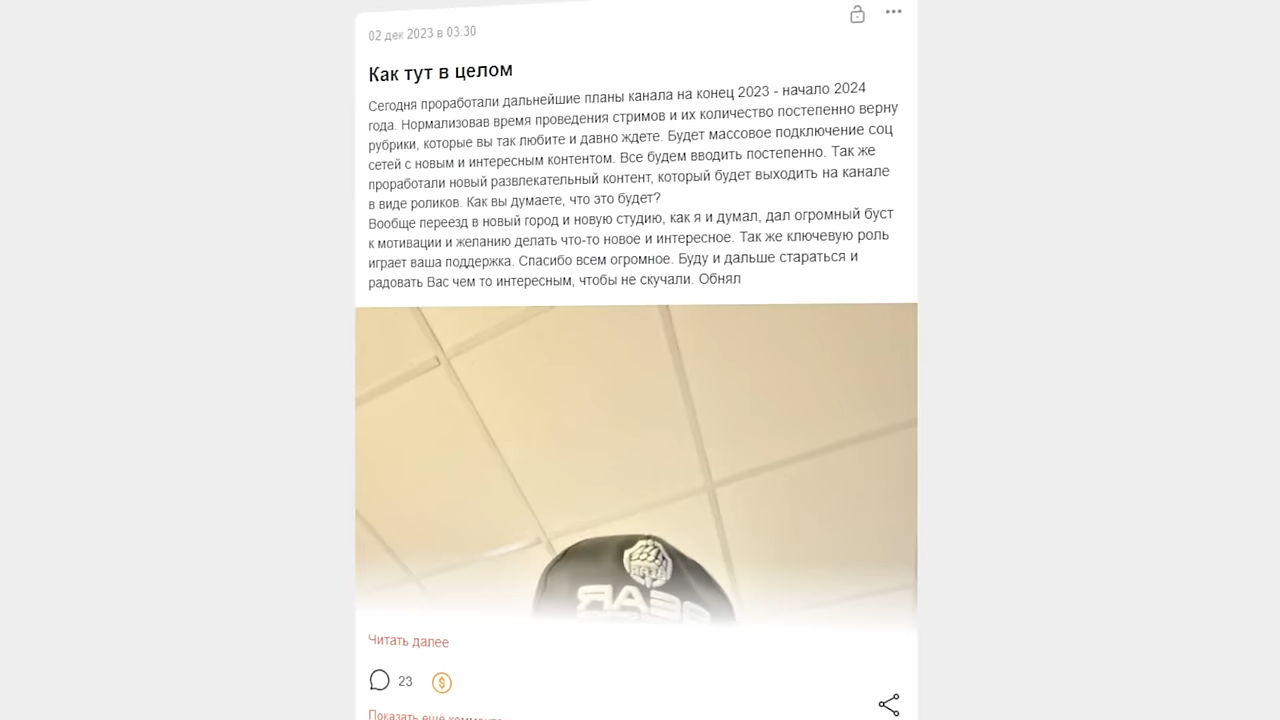 02 дек 2023 в 03:30
Как тут в целом
Сегодня проработали дальнейшие планы канала на конец 2023 - начало 2024
года. Нормализовав время проведения стримов и их количество постепенно верну
рубрики, которые вы так любите и давно ждете. Будет массовое подключение соц
сетей с новым и интересным контентом. Все будем вводить постепенно. Так же
проработали новый развлекательный контент, который будет выходить на канале
в виде роликов. Как вы думаете, что это будет?
Вообще переезд в новый город и новую студию, как я и думал, дал огромный буст
к мотивации и желанию делать что-то новое и интересное. Так же ключевую роль
играет ваша поддержка. Спасибо всем огромное. Буду и дальше стараться и
радовать Вас чем то интересным, чтобы не скучали. Обнял
Читать далее
23
Показать ещё